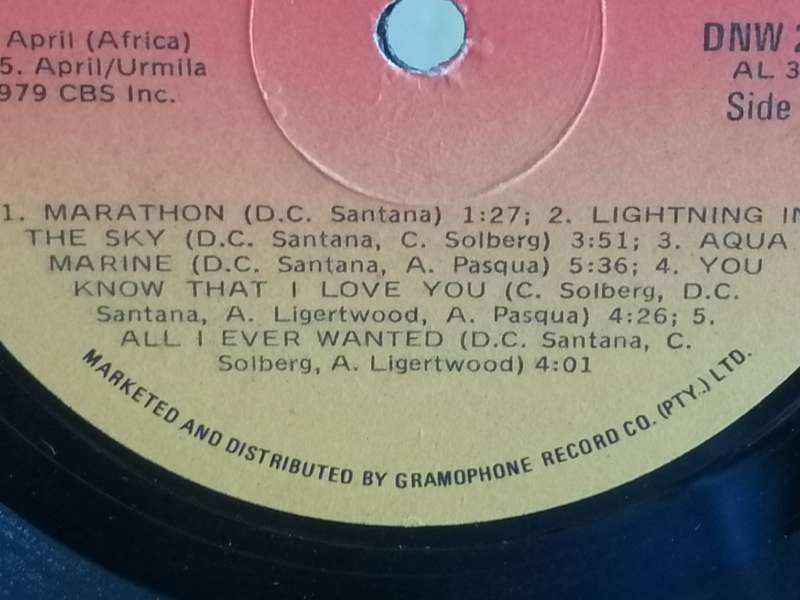 April (Africa)
5. April/Urmila
979 CBS Inc.
DNW 2
AL 3
Side
1. MARATHON (D.C. Santana) 1:27; 2. LIGHTNING IN
THE SKY (D.C. Santana, C. Solberg) 3:51; 3. AQUA
MARINE (D.C. Santana, A. Pasqua) 5:36; 4. YOU
KNOW THAT I LOVE YOU (C. Solberg, D.C.
Santana, A. Ligertwood, A. Pasqua) 4:26; 5.
ALL I EVER WANTED (D.C. Santana, C.
Solberg, A. Ligertwood) 4:01
MARKETED AND DISTRIBUTED BY GRAMOPHONE RECORD CO. (PTY.) LTD.